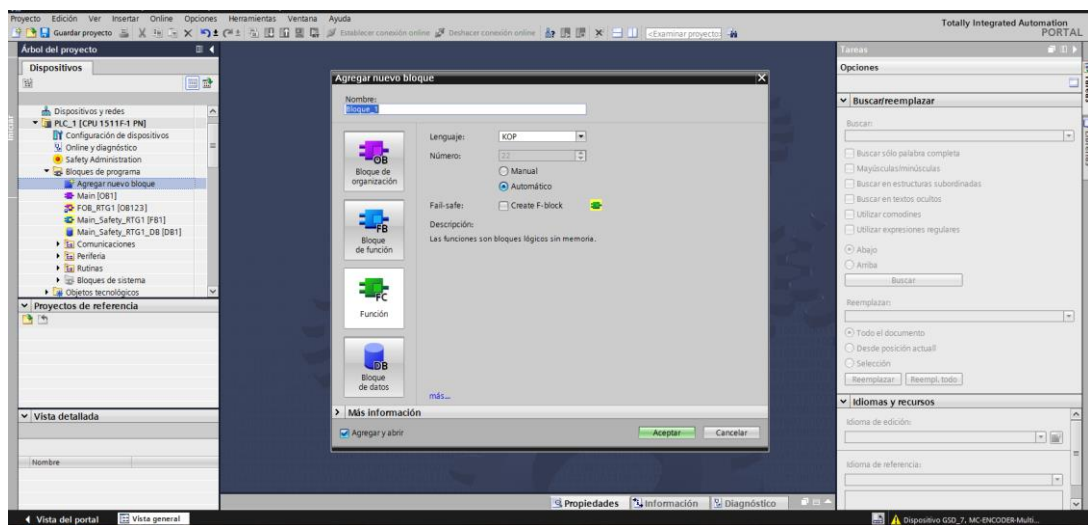 Proyecto Edición Ver Insertar Online Opciones Herramientas Ventana Ayuda
Totally Integrated Automation
PORTAL
Guardar proyecto Establecer conexión online Deshacer conexión online <Examinar proyecto>
Árbol del proyecto
Dispositivos
Dispositivos y redes
PLC_1 [CPU 1511F-1 PN]
Configuración de dispositivos
Online y diagnóstico
Safety Administration
Bloques de programa
Agregar nuevo bloque
Main [OB1]
FOB_RTG1 [OB123]
Main_Safety_RTG1 [FB1]
Main_Safety_RTG1_DB [DB1]
Comunicaciones
Periferia
Rutinas
Bloques de sistema
Objetos tecnológicos
Proyectos de referencia
Vista detallada
Nombre
Iniciar
Agregar nuevo bloque
Nombre:
Bloque_1
OB
Bloque de
organización
FB
Bloque
de función
FC
Función
DB
Bloque
de datos
Lenguaje: KOP
Número: 22
Manual
Automático
Fail-safe: Create F-block
Descripción:
Las funciones son bloques lógicos sin memoria.
más...
Más información
Agregar y abrir Aceptar Cancelar
Tareas
Opciones
Buscar/reemplazar
Buscar:
Buscar sólo palabra completa
Mayúsculas/minúsculas
Buscar en estructuras subordinadas
Buscar en textos ocultos
Utilizar comodines
Utilizar expresiones regulares
Abajo
Arriba
Buscar
Reemplazar:
Todo el documento
Desde posición actuall
Selección
Reemplazar Reempl. todo
Idiomas y recursos
Idioma de edición:
Idioma de referencia:
Propiedades Información Diagnóstico
Vista del portal Vista general Dispositivo GSD_7, MC-ENCODER-Multi...